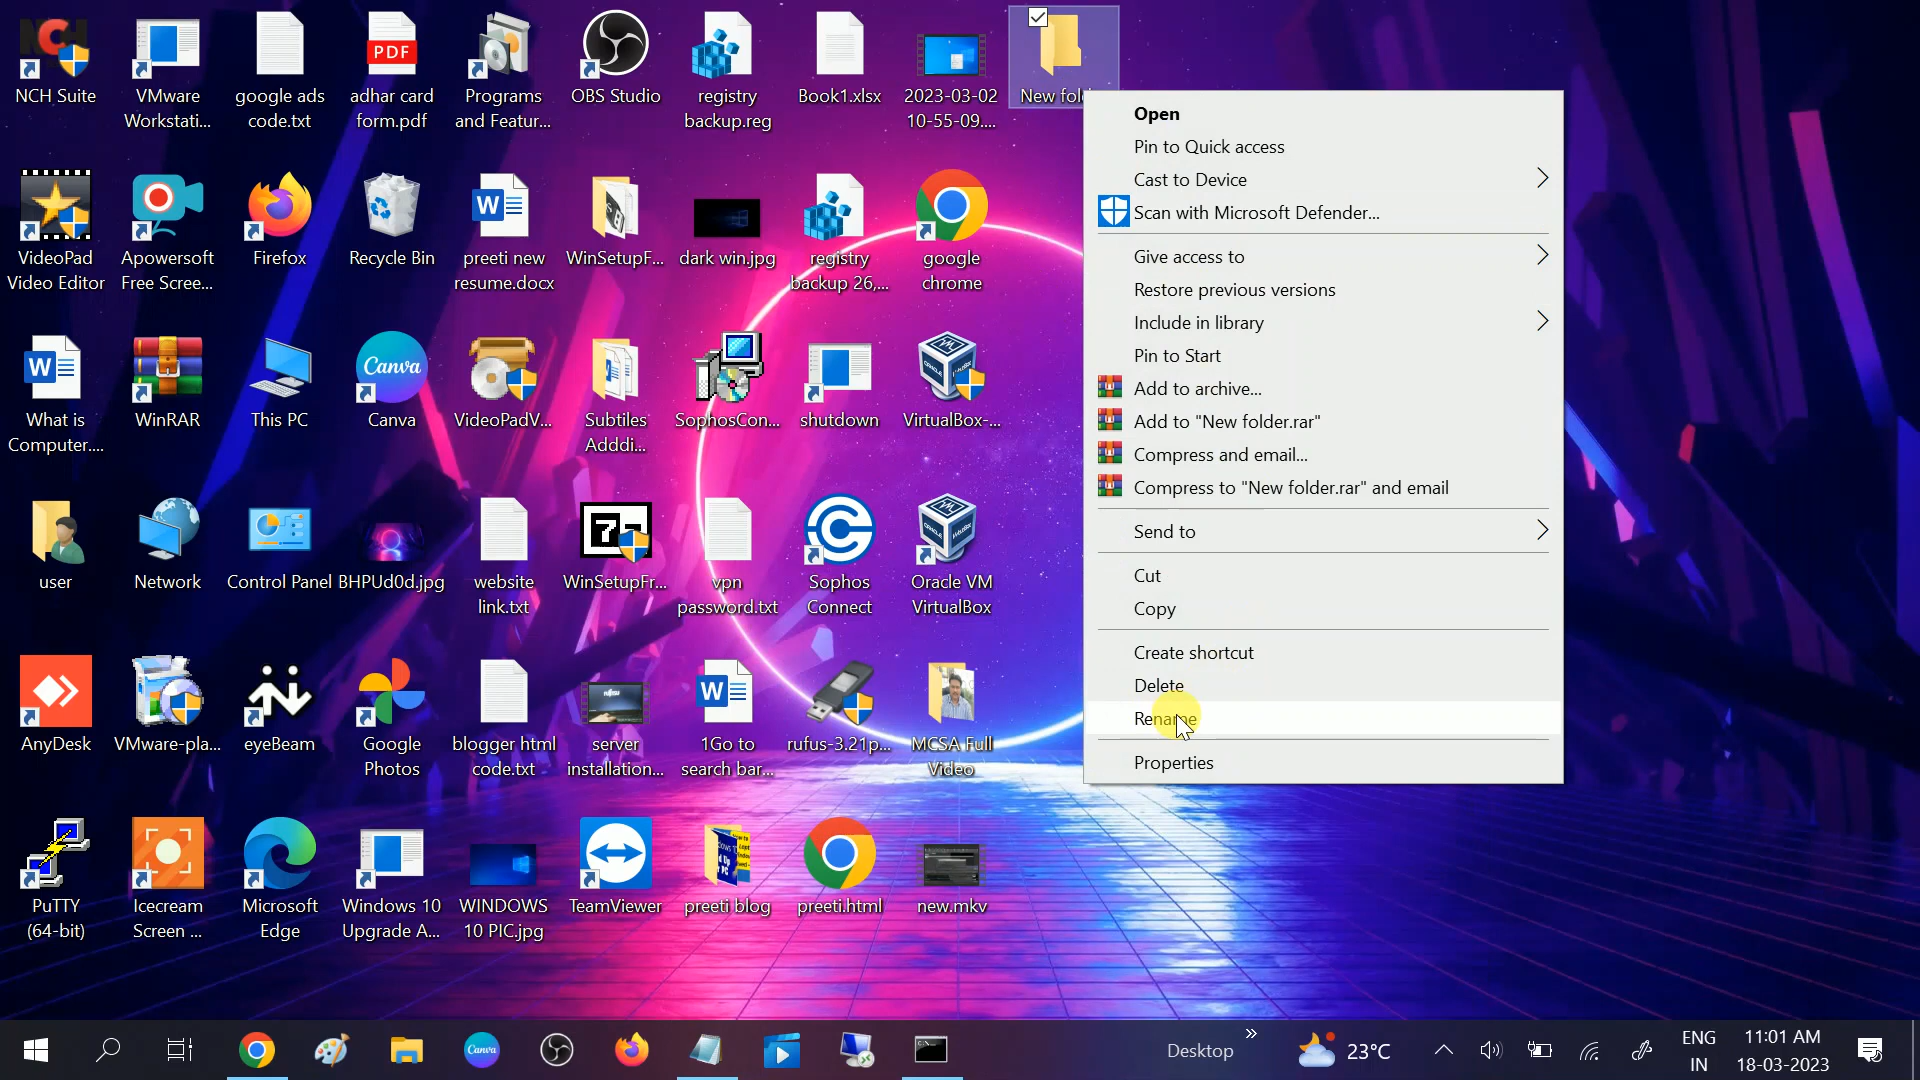 NCH Suite
VMware
Workstati...
google ads
code.txt
PDF
adhar card
form.pdf
Programs
and Featur...
OBS Studio
registry
backup.reg
Book1.xlsx
2023-03-02
10-55-09....
New fol
VideoPad
Video Editor
Apowersoft
Free Scree...
Firefox
Recycle Bin
W
preeti new
resume.docx
WinSetupF...
dark win.jpg
registry
backup 26,...
google
chrome
W
What is
Computer....
WinRAR
This PC
Canva
Canva
VideoPadV...
Subtiles
Adddi...
SophosCon...
shutdown
VirtualBox-...
user
Network
Control Panel
BHPUd0d.jpg
website
link.txt
WinSetupFr...
vpn
password.txt
Sophos
Connect
Oracle VM
VirtualBox
AnyDesk
VMware-pla...
eyeBeam
Google
Photos
blogger html
code.txt
server
installation...
W
1Go to
search bar...
rufus-3.21p...
MCSA Full
Video
PuTTY
(64-bit)
Icecream
Screen ...
Microsoft
Edge
Windows 10
Upgrade A...
WINDOWS
10 PIC.jpg
TeamViewer
preeti blog
preeti.html
new.mkv
Open
Pin to Quick access
Cast to Device
Scan with Microsoft Defender...
Give access to
Restore previous versions
Include in library
Pin to Start
Add to archive...
Add to "New folder.rar"
Compress and email...
Compress to "New folder.rar" and email
Send to
Cut
Copy
Create shortcut
Delete
Rename
Properties
Canva
Desktop
23°C
ENG
IN
11:01 AM
18-03-2023